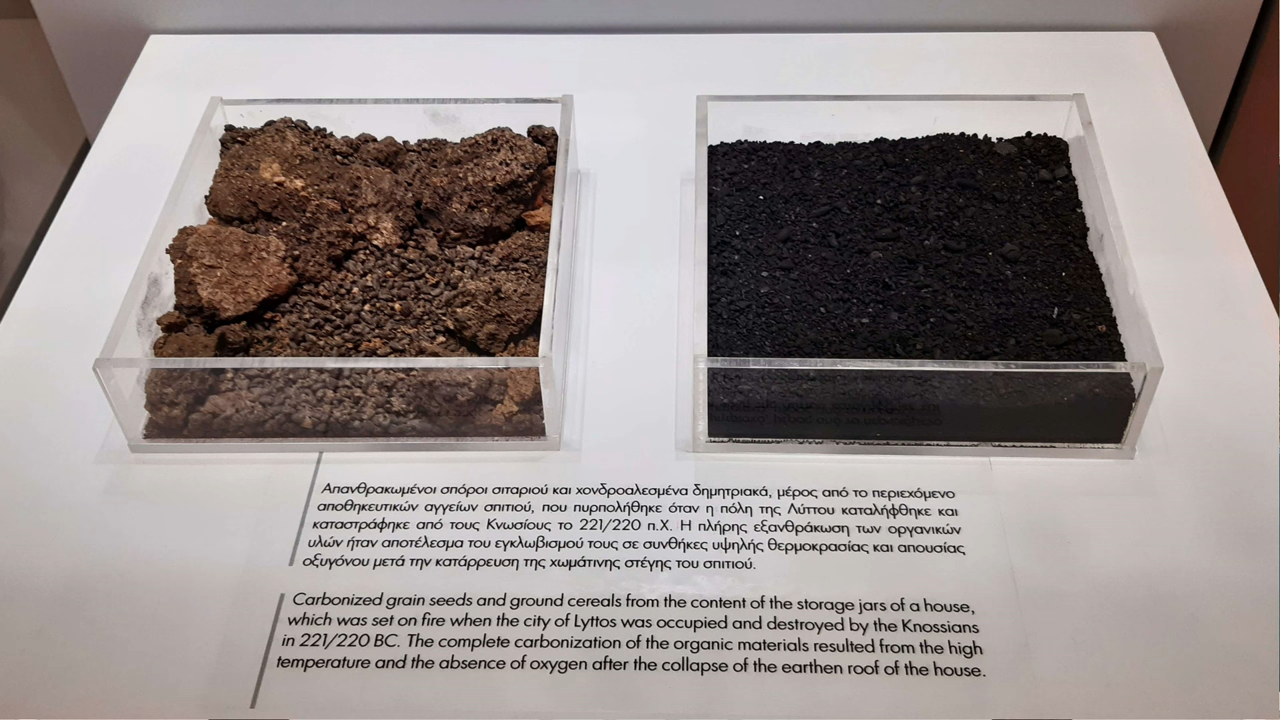 Απανθρακωμένοι σπόροι σιταριού και χονδροαλεσμένα δημητριακά, μέρος από το περιεχόμενο
αποθηκευτικών αγγείων σπιτιού, που πυρπολήθηκε όταν η πόλη της Λύττου καταλήφθηκε και
καταστράφηκε από τους Κνωσίους το 221/220 π.Χ. Η πλήρης εξανθράκωση των οργανικών
υλών ήταν αποτέλεσμα του εγκλωβισμού τους σε συνθήκες υψηλής θερμοκρασίας και απουσίας
οξυγόνου μετά την κατάρρευση της χωμάτινης στέγης του σπιτιού.
Carbonized grain seeds and ground cereals from the content of the storage jars of a house,
which was set on fire when the city of Lyttos was occupied and destroyed by the Knossians
in 221/220 BC. The complete carbonization of the organic materials resulted from the high
temperature and the absence of oxygen after the collapse of the earthen roof of the house.